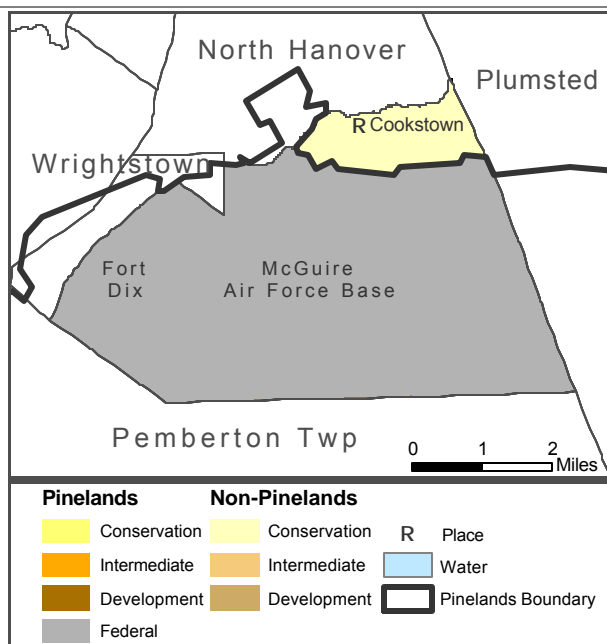 North Hanover
Plumsted
R Cookstown
Wrightstown
Fort
Dix
McGuire
Air Force Base
Pemberton Twp
0 1 2
Miles
Pinelands
Conservation
Intermediate
Development
Federal
Non-Pinelands
Conservation
Intermediate
Development
R Place
Water
Pinelands Boundary